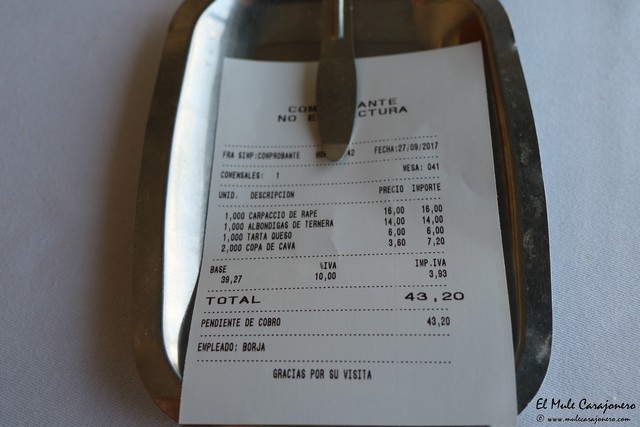 COM ANTE
NO E CTURA
FRA SIMP:COMPROBANTE 42 FECHA:27/09/2017
COMENSALES: 1 MESA: 041
UNID. DESCRIPCION PRECIO IMPORTE
1,000 CARPACCIO DE RAPE 16,00 16,00
1,000 ALBONDIGAS DE TERNERA 14,00 14,00
1,000 TARTA QUESO 6,00 6,00
2,000 COPA DE CAVA 3,60 7,20
BASE %IVA IMP.IVA
39,27 10,00 3,93
TOTAL 43,20
PENDIENTE DE COBRO 43,20
EMPLEADO: BORJA
GRACIAS POR SU VISITA
El Mule Carajonero
© www.mulecarajonero.com